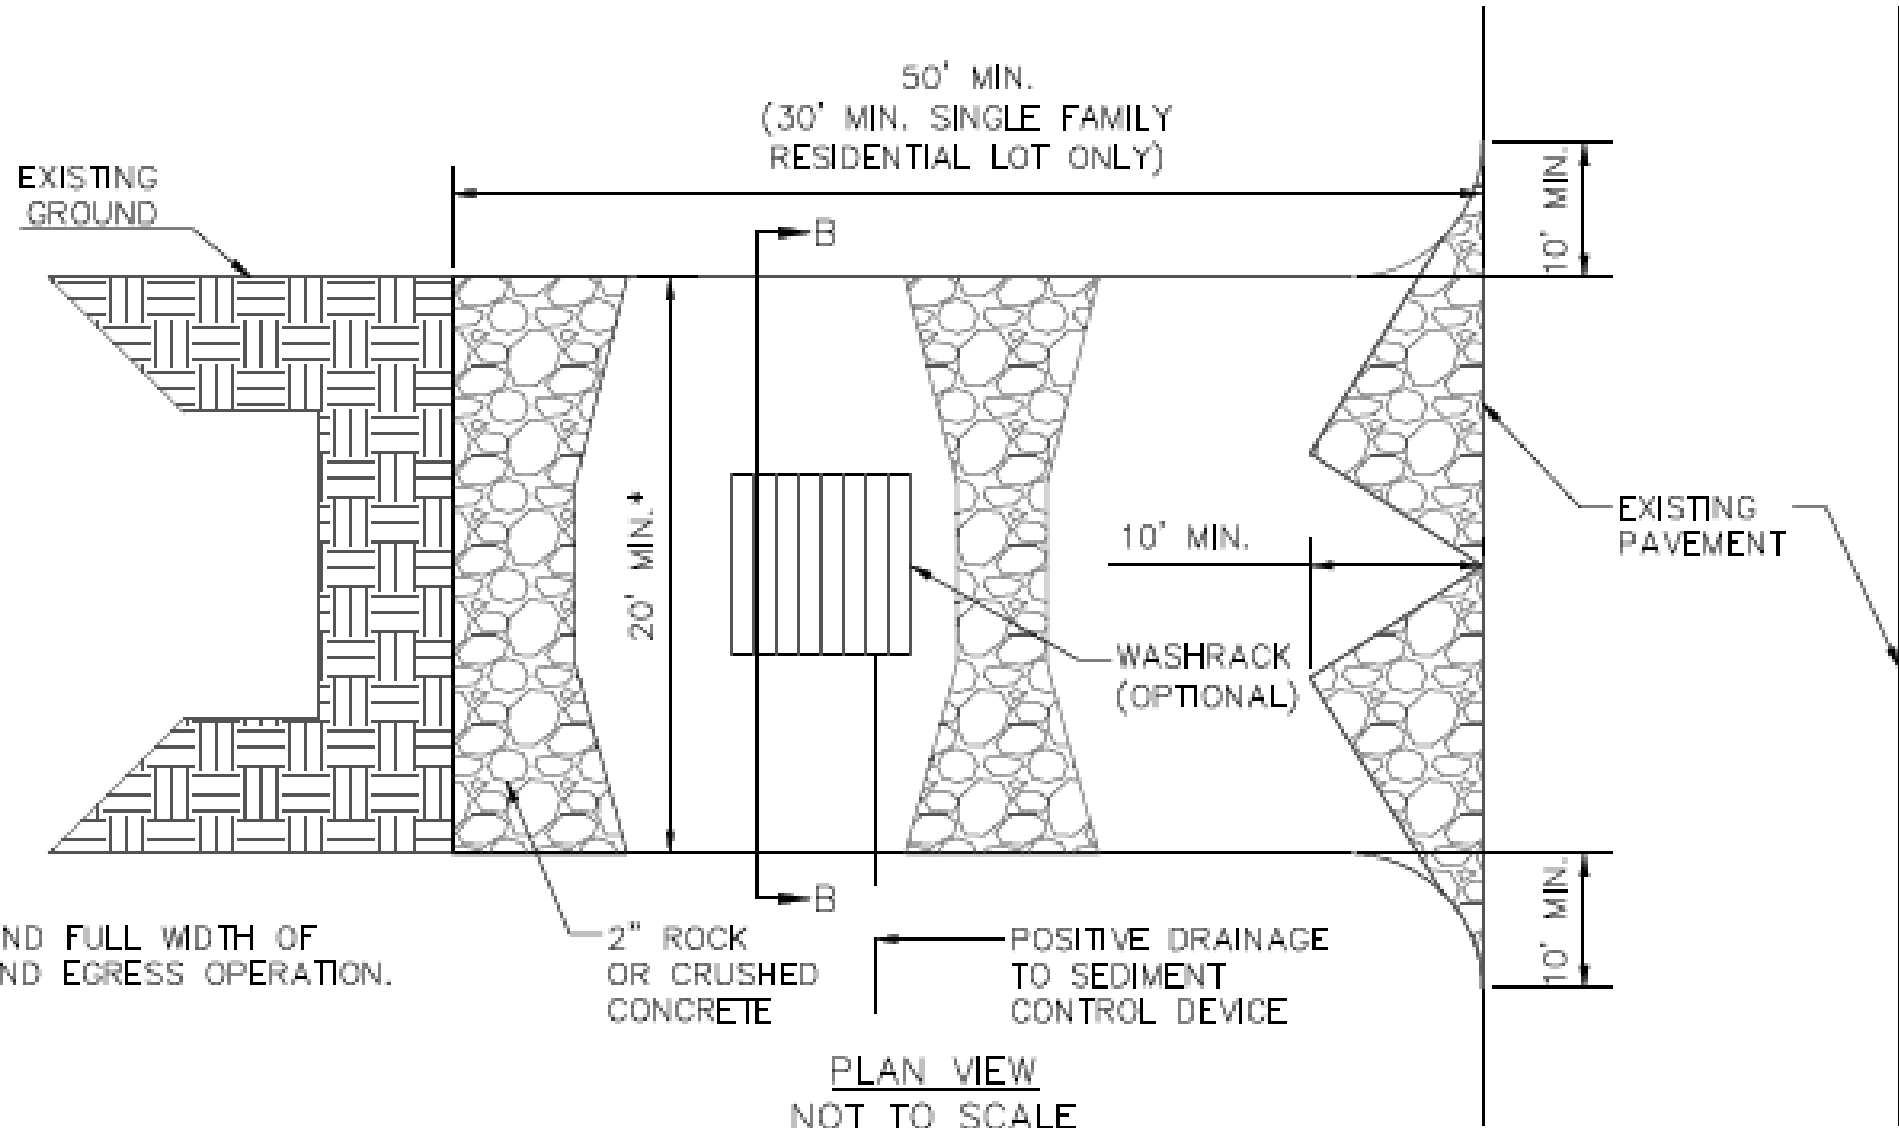 50' MIN.
(30' MIN. SINGLE FAMILY
RESIDENTIAL LOT ONLY)
EXISTING
GROUND
10' MIN.
B
20' MIN.*
10' MIN.
EXISTING
PAVEMENT
WASHRACK
(OPTIONAL)
B
10' MIN.
ND FULL WIDTH OF
ND EGRESS OPERATION.
2" ROCK
OR CRUSHED
CONCRETE
POSITIVE DRAINAGE
TO SEDIMENT
CONTROL DEVICE
PLAN VIEW
NOT TO SCALE